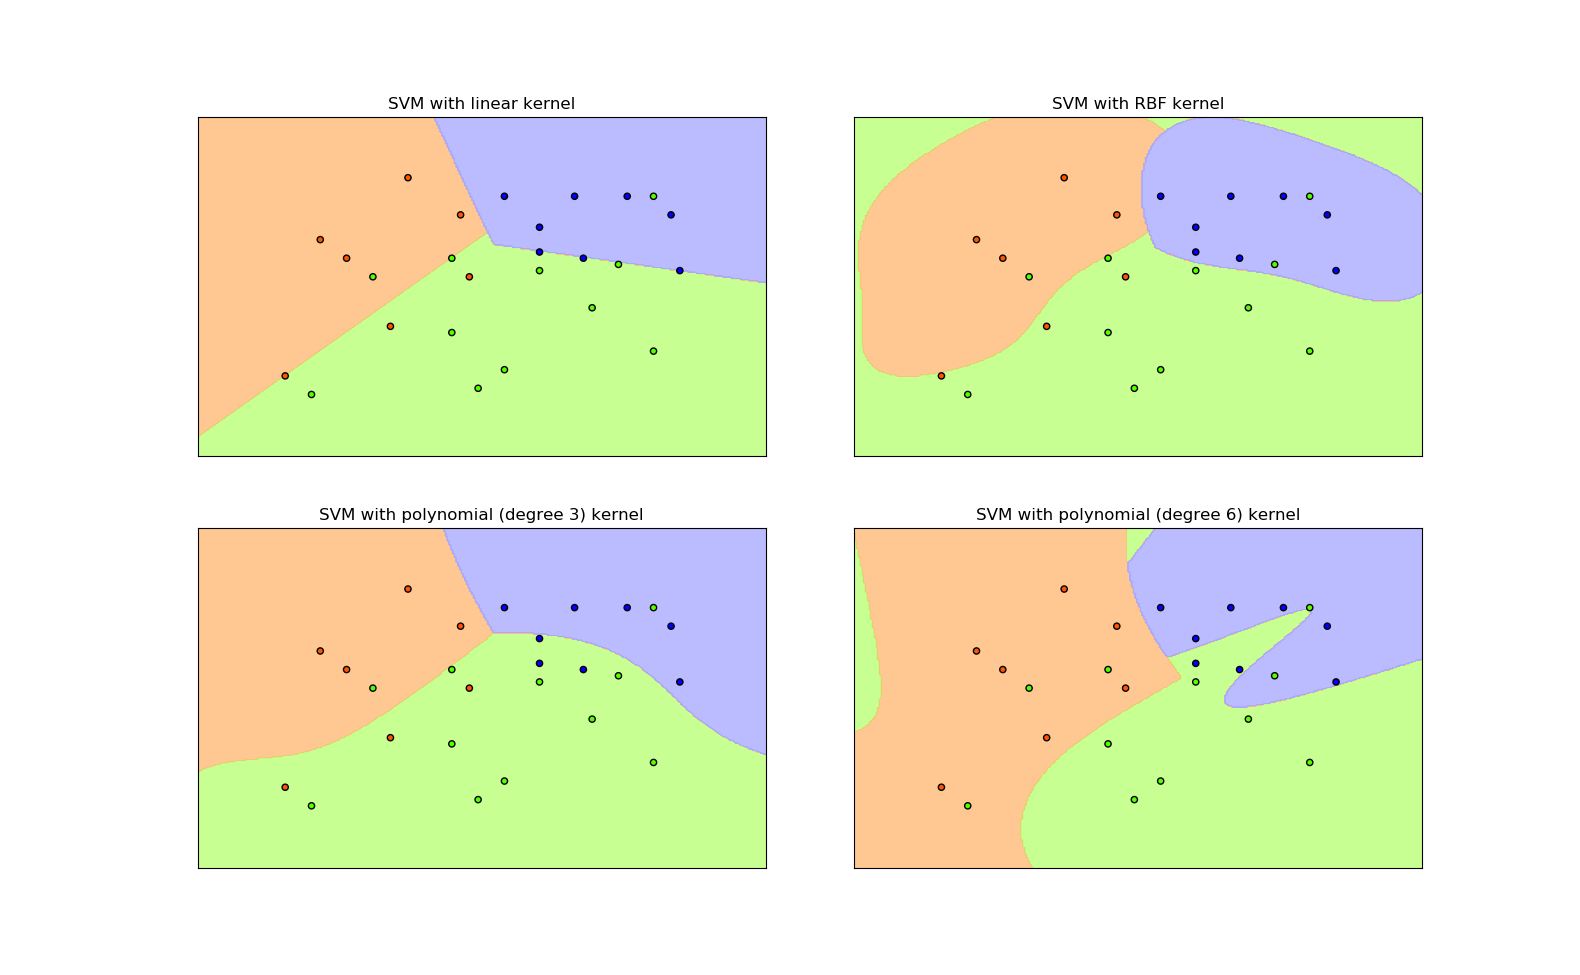 SVM with linear kernel
SVM with RBF kernel
SVM with polynomial (degree 3) kernel
SVM with polynomial (degree 6) kernel